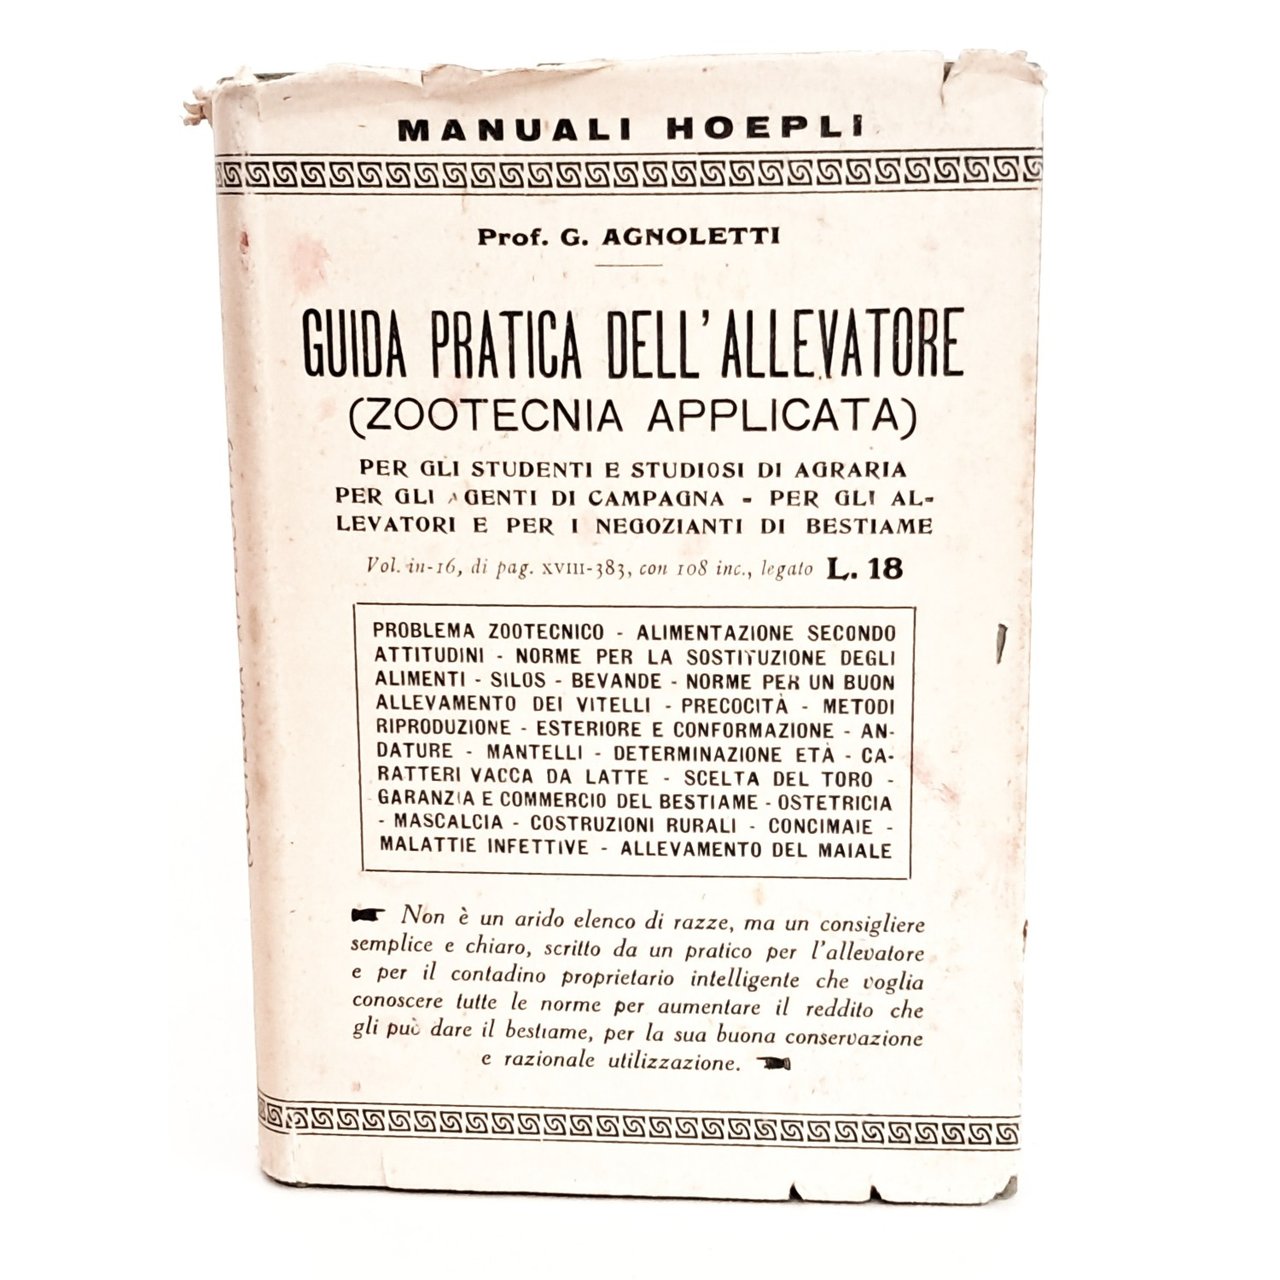 MANUALI HOEPLI
Prof. G. AGNOLETTI
GUIDA PRATICA DELL'ALLEVATORE
(ZOOTECNIA APPLICATA)
PER GLI STUDENTI E STUDIOSI DI AGRARIA
PER GLI AGENTI DI CAMPAGNA - PER GLI AL-
LEVATORI E PER I NEGOZIANTI DI BESTIAME
Vol. in-16, di pag. XVIII-383, con 108 inc., legato L. 18
PROBLEMA ZOOTECNICO - ALIMENTAZIONE SECONDO
ATTITUDINI - NORME PER LA SOSTITUZIONE DEGLI
ALIMENTI - SILOS - BEVANDE - NORME PER UN BUON
ALLEVAMENTO DEI VITELLI - PRECOCITÀ - METODI
RIPRODUZIONE - ESTERIORE E CONFORMAZIONE - AN-
DATURE - MANTELLI - DETERMINAZIONE ETÀ - CA-
RATTERI VACCA DA LATTE - SCELTA DEL TORO -
GARANZIA E COMMERCIO DEL BESTIAME - OSTETRICIA
- MASCALCIA - COSTRUZIONI RURALI - CONCIMAIE -
MALATTIE INFETTIVE - ALLEVAMENTO DEL MAIALE
Non è un arido elenco di razze, ma un consigliere
semplice e chiaro, scritto da un pratico per l'allevatore
e per il contadino proprietario intelligente che voglia
conoscere tutte le norme per aumentare il reddito che
gli può dare il bestiame, per la sua buona conservazione
e razionale utilizzazione.